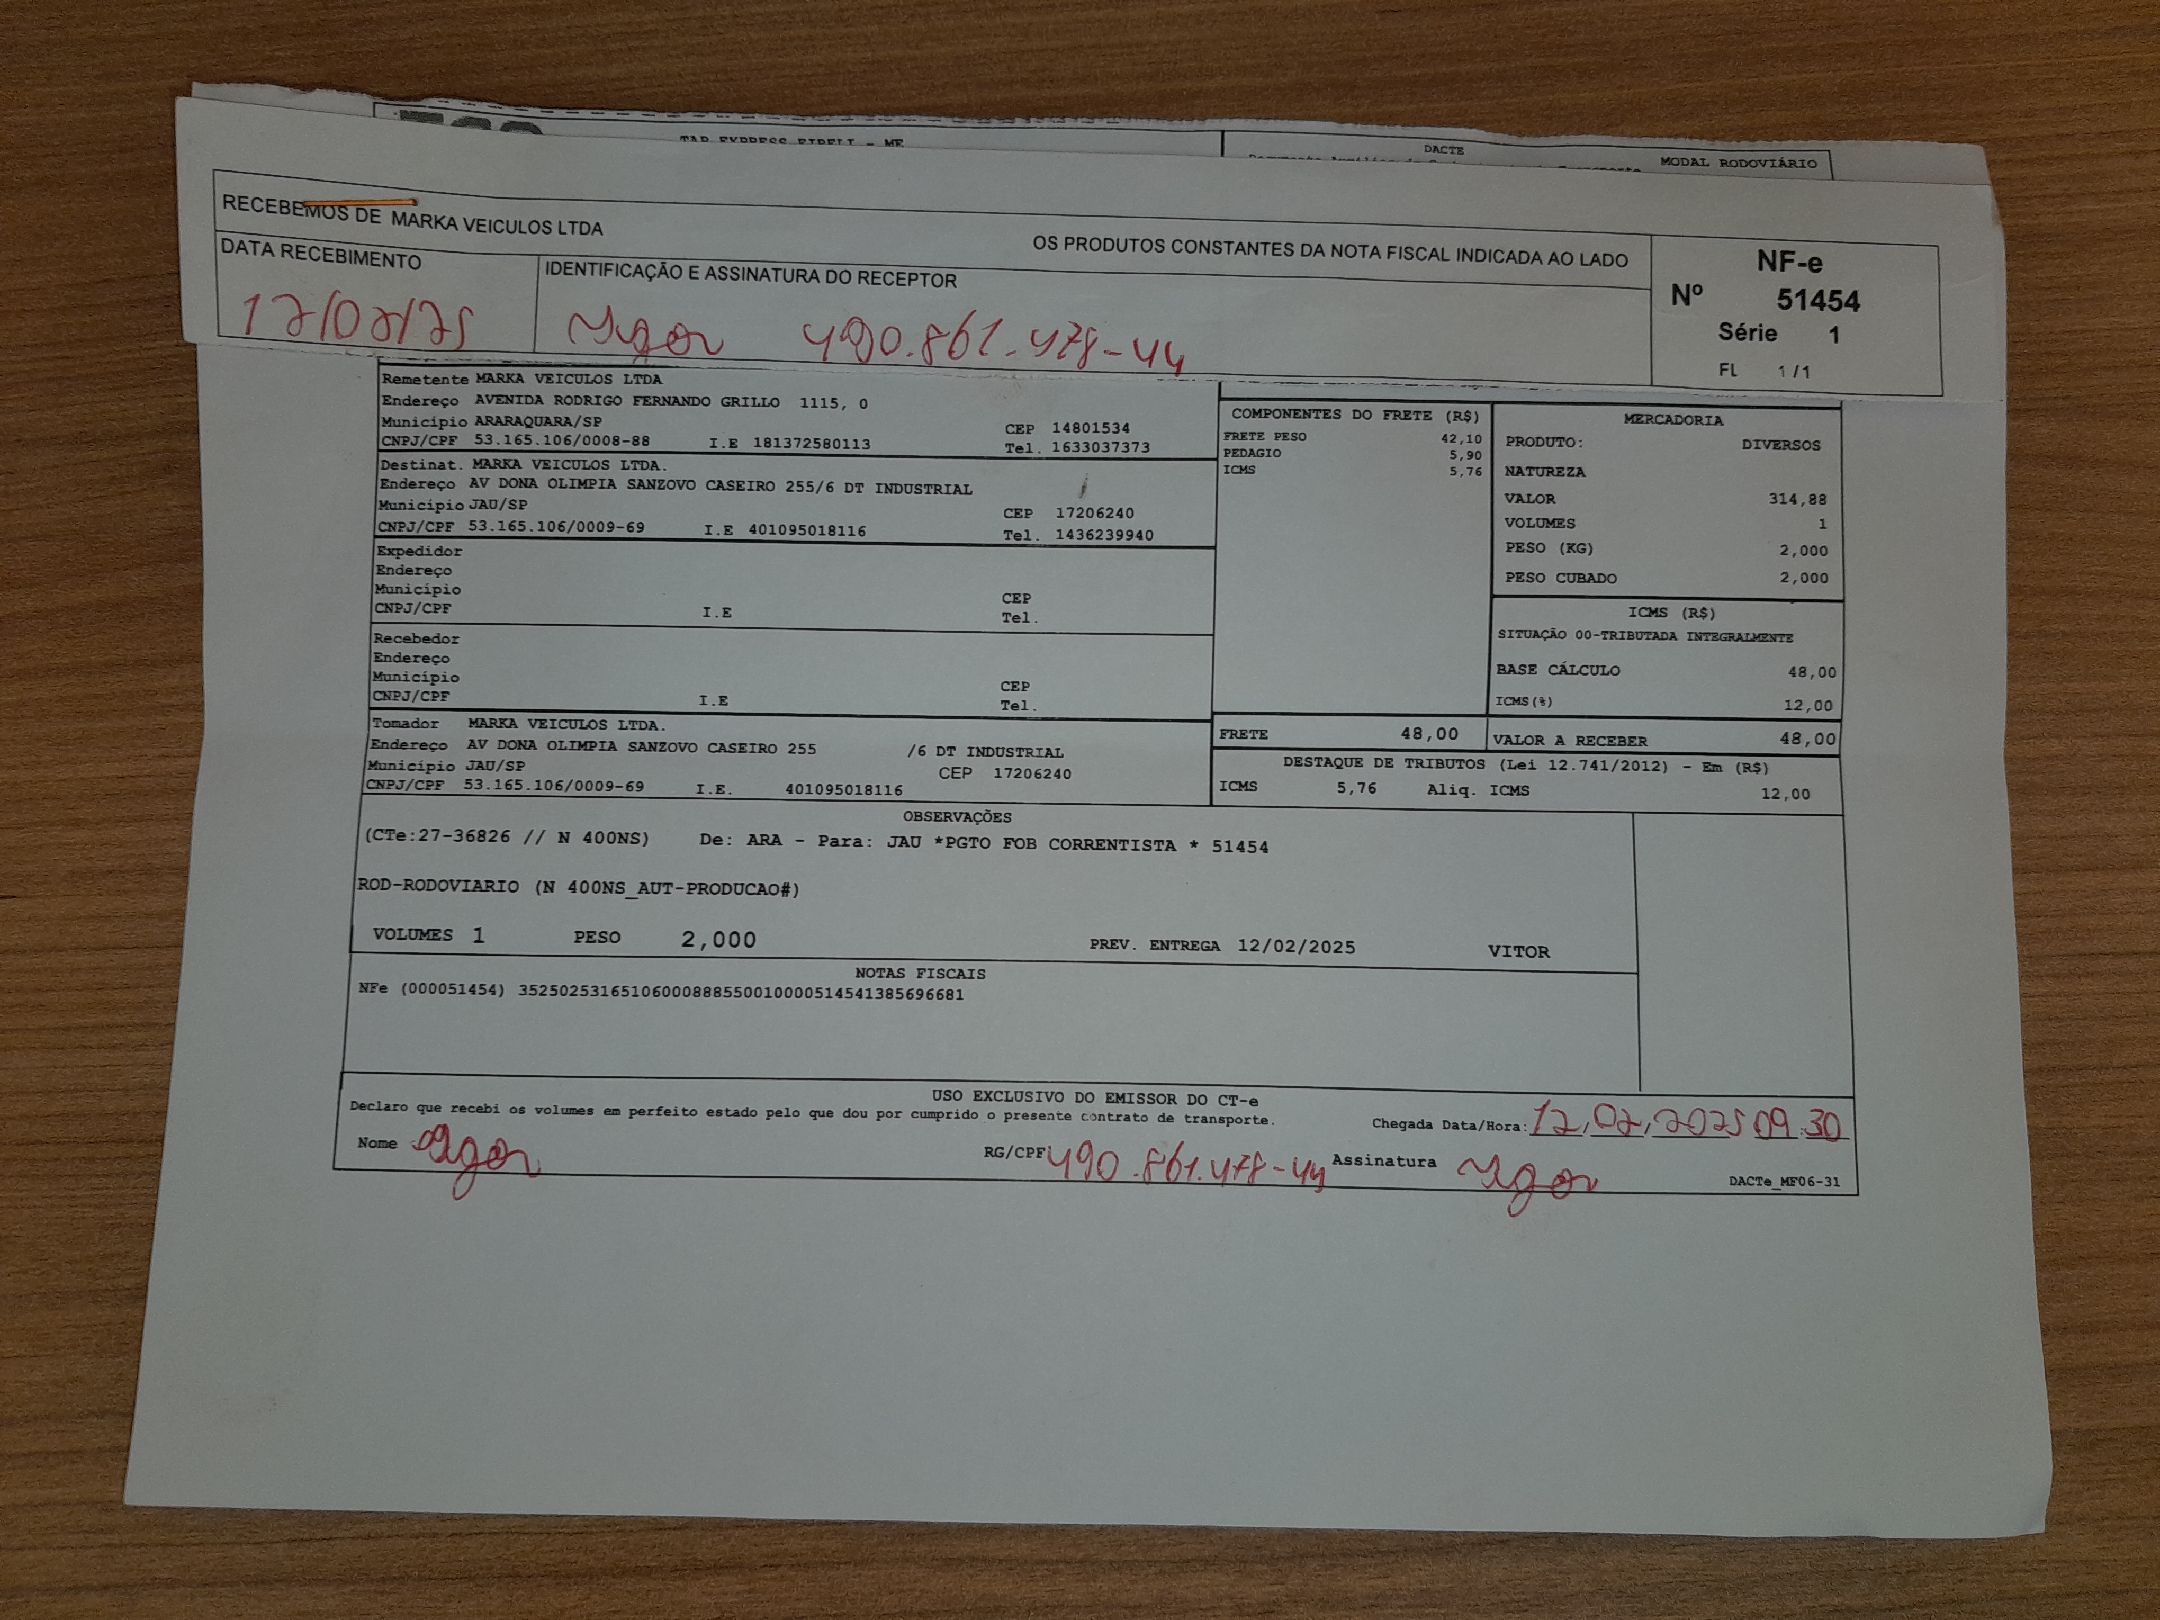 TAR EXPRESS EIRELI - ME
DACTE
MODAL RODOVIÁRIO
RECEBEMOS DE MARKA VEICULOS LTDA
OS PRODUTOS CONSTANTES DA NOTA FISCAL INDICADA AO LADO
DATA RECEBIMENTO
12/02/25
IDENTIFICAÇÃO E ASSINATURA DO RECEPTOR
Igor 490.861.478-44
NF-e
Nº 51454
Série 1
FL 1/1
Remetente MARKA VEICULOS LTDA
Endereço AVENIDA RODRIGO FERNANDO GRILLO 1115, 0
Município ARARAQUARA/SP
CEP 14801534
CNPJ/CPF 53.165.106/0008-88 I.E 181372580113 Tel. 1633037373
Destinat. MARKA VEICULOS LTDA.
Endereço AV DONA OLIMPIA SANZOVO CASEIRO 255/6 DT INDUSTRIAL
Município JAU/SP
CEP 17206240
CNPJ/CPF 53.165.106/0009-69 I.E 401095018116 Tel. 1436239940
Expedidor
Endereço
Município
CEP
CNPJ/CPF I.E Tel.
Recebedor
Endereço
Município
CEP
CNPJ/CPF I.E Tel.
Tomador MARKA VEICULOS LTDA.
Endereço AV DONA OLIMPIA SANZOVO CASEIRO 255 /6 DT INDUSTRIAL
Município JAU/SP CEP 17206240
CNPJ/CPF 53.165.106/0009-69 I.E. 401095018116
COMPONENTES DO FRETE (R$)
FRETE PESO 42,10
PEDAGIO 5,90
ICMS 5,76
MERCADORIA
PRODUTO: DIVERSOS
NATUREZA
VALOR 314,88
VOLUMES 1
PESO (KG) 2,000
PESO CUBADO 2,000
ICMS (R$)
SITUAÇÃO 00-TRIBUTADA INTEGRALMENTE
BASE CÁLCULO 48,00
ICMS(%) 12,00
FRETE 48,00
VALOR A RECEBER 48,00
DESTAQUE DE TRIBUTOS (Lei 12.741/2012) - Em (R$)
ICMS 5,76 Aliq. ICMS 12,00
OBSERVAÇÕES
(CTe:27-36826 // N 400NS) De: ARA - Para: JAU *PGTO FOB CORRENTISTA * 51454
ROD-RODOVIARIO (N 400NS_AUT-PRODUCAO#)
VOLUMES 1 PESO 2,000 PREV. ENTREGA 12/02/2025 VITOR
NOTAS FISCAIS
NFe (000051454) 35250253165106000888550010000514541385696681
USO EXCLUSIVO DO EMISSOR DO CT-e
Declaro que recebi os volumes em perfeito estado pelo que dou por cumprido o presente contrato de transporte.
Chegada Data/Hora: 12,02,2025 09:30
Nome Igor RG/CPF 490.861.478-44 Assinatura Igor
DACTe_MF06-31